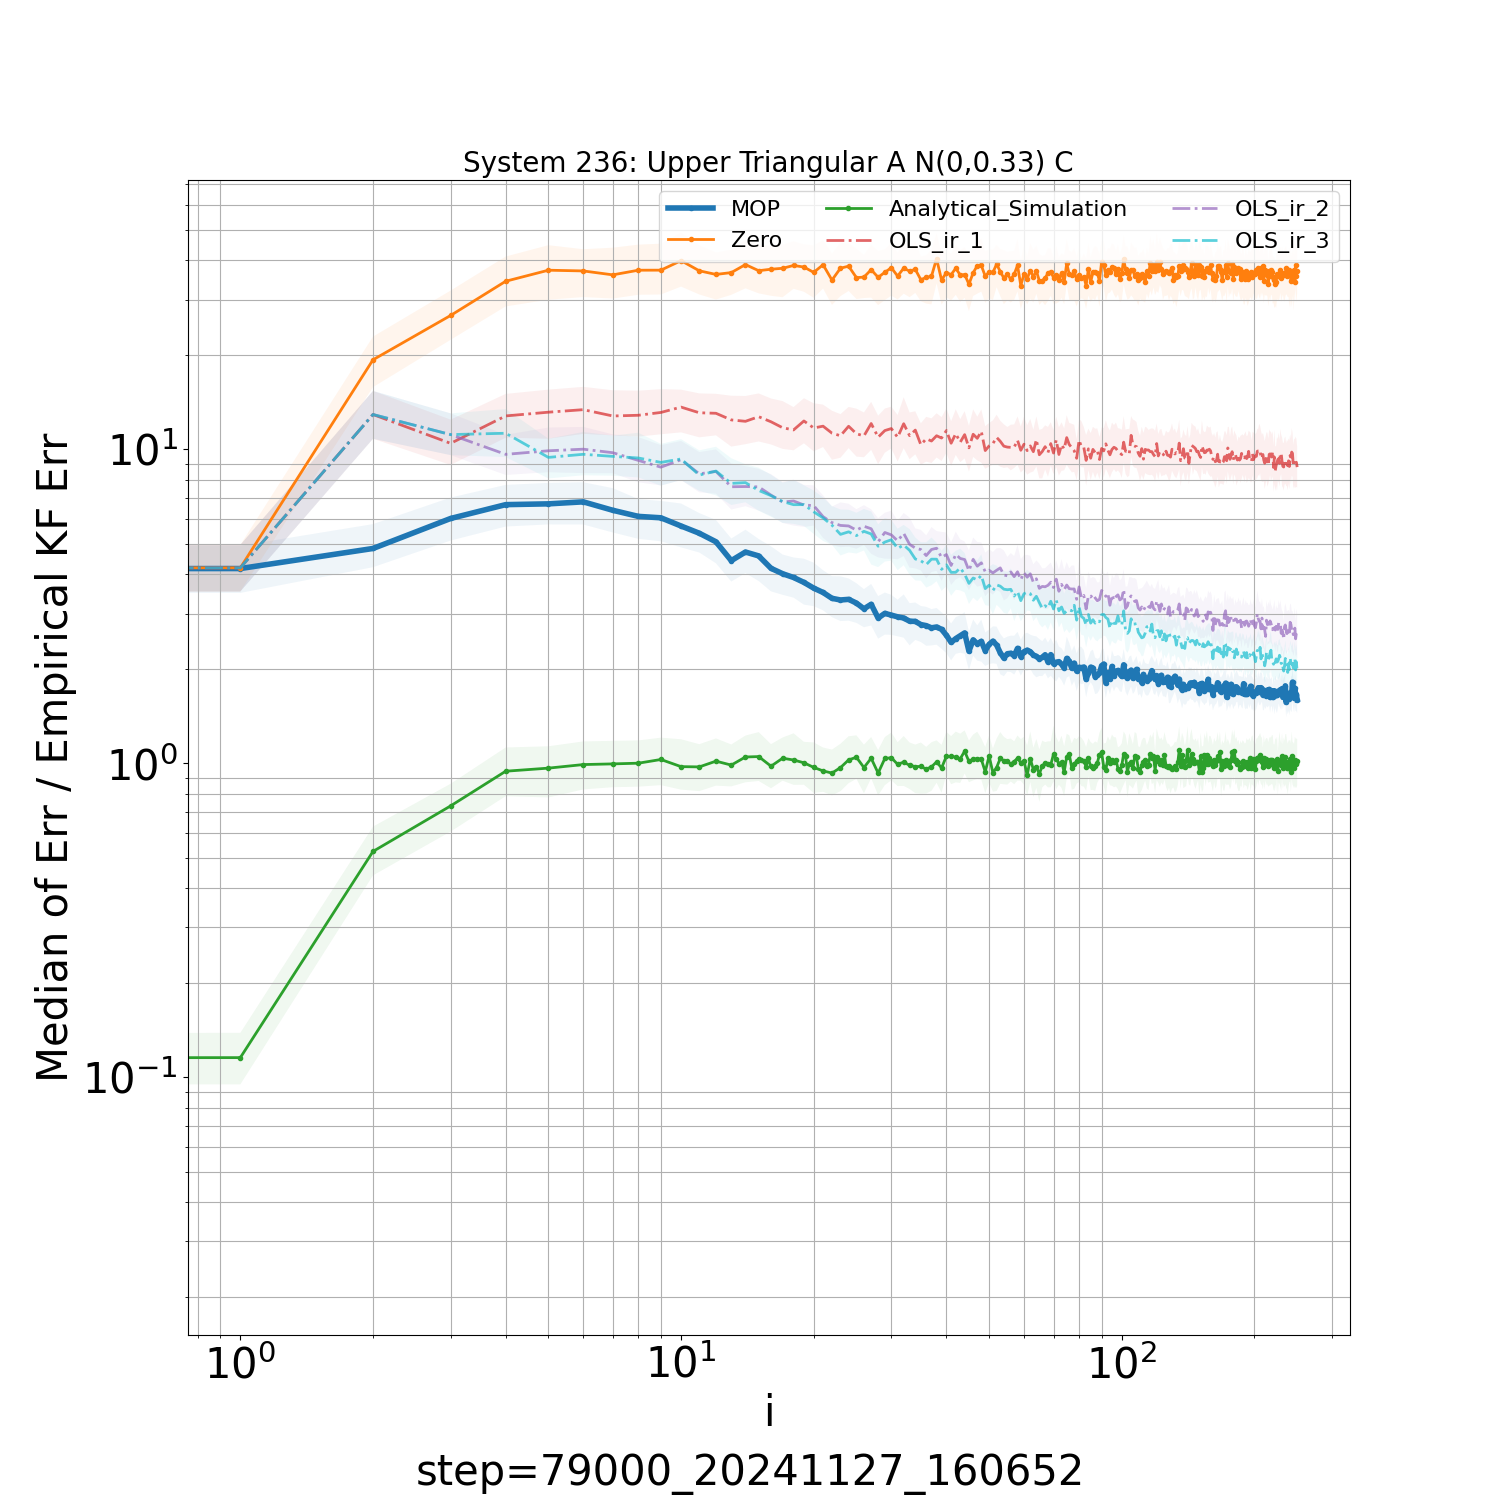 System 236: Upper Triangular A N(0,0.33) C
MOP
Zero
Analytical_Simulation
OLS_ir_1
OLS_ir_2
OLS_ir_3
Median of Err / Empirical KF Err
10¹
10⁰
10⁻¹
10⁰ 10¹ 10²
i
step=79000_20241127_160652